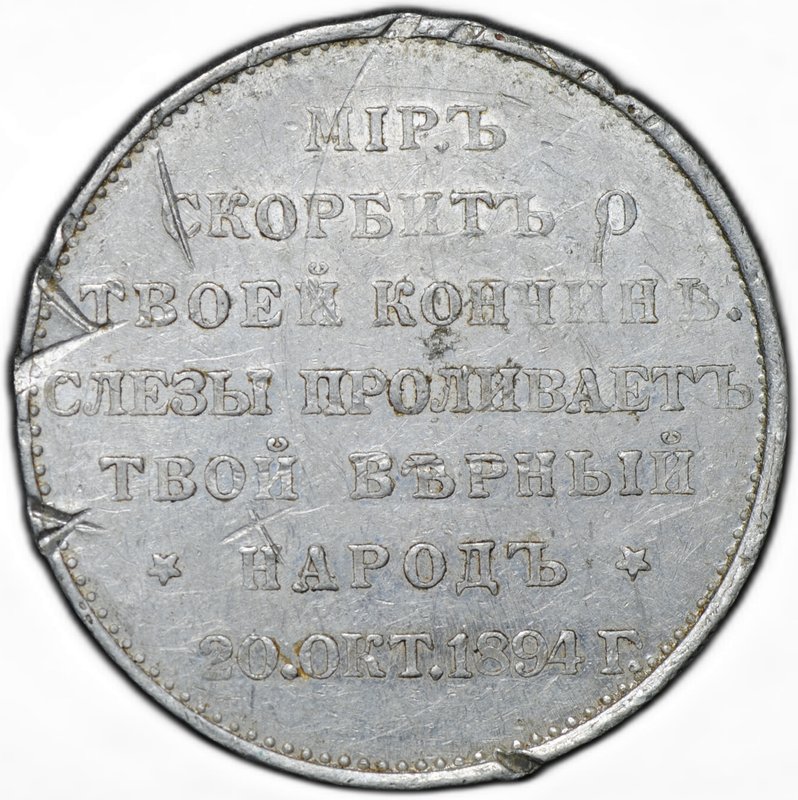 МІРЪ
СКОРБИТЪ О
ТВОЕЙ КОНЧИНѢ.
СЛЕЗЫ ПРОЛИВАЕТЪ
ТВОЙ ВѢРНЫЙ
* НАРОДЪ *
20.ОКТ.1894 Г.